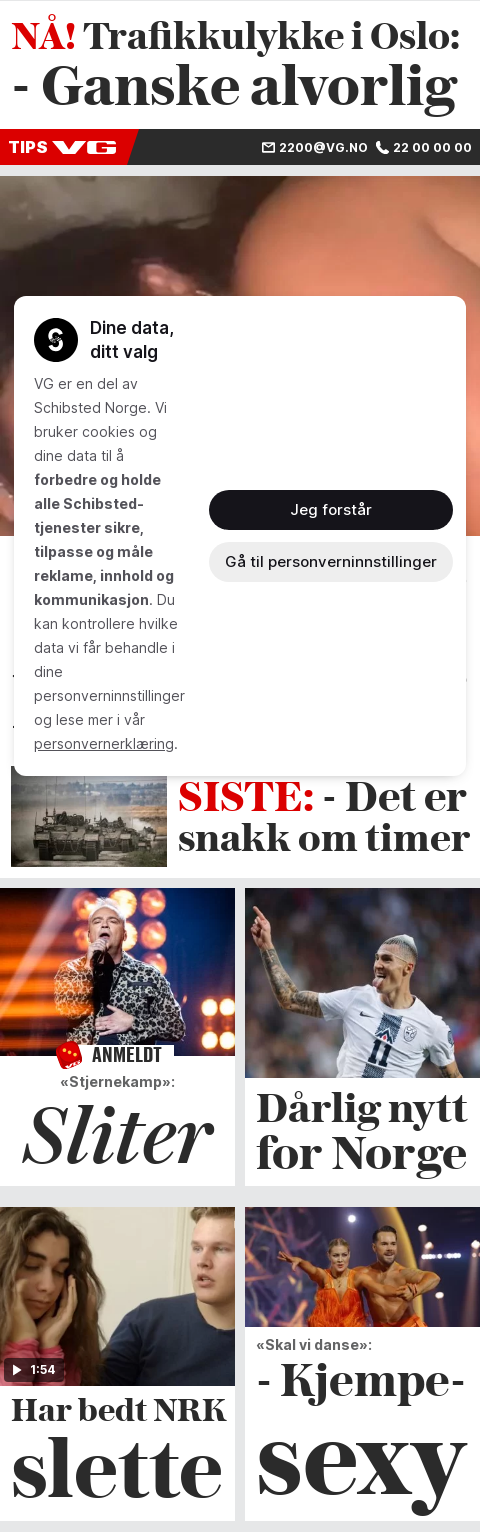 NÅ! Trafikkulykke i Oslo:
- Ganske alvorlig
TIPS VG
2200@VG.NO
22 00 00 00
Dine data,
ditt valg
VG er en del av
Schibsted Norge. Vi
bruker cookies og
dine data til å
forbedre og holde
alle Schibsted-
tjenester sikre,
tilpasse og måle
reklame, innhold og
kommunikasjon. Du
kan kontrollere hvilke
data vi får behandle i
dine
personverninnstillinger
og lese mer i vår
personvernerklæring.
Jeg forstår
Gå til personverninnstillinger
SISTE: - Det er
snakk om timer
ANMELDT
«Stjernekamp»:
Sliter
11
Dårlig nytt
for Norge
1:54
Har bedt NRK
slette
«Skal vi danse»:
- Kjempe-
sexy